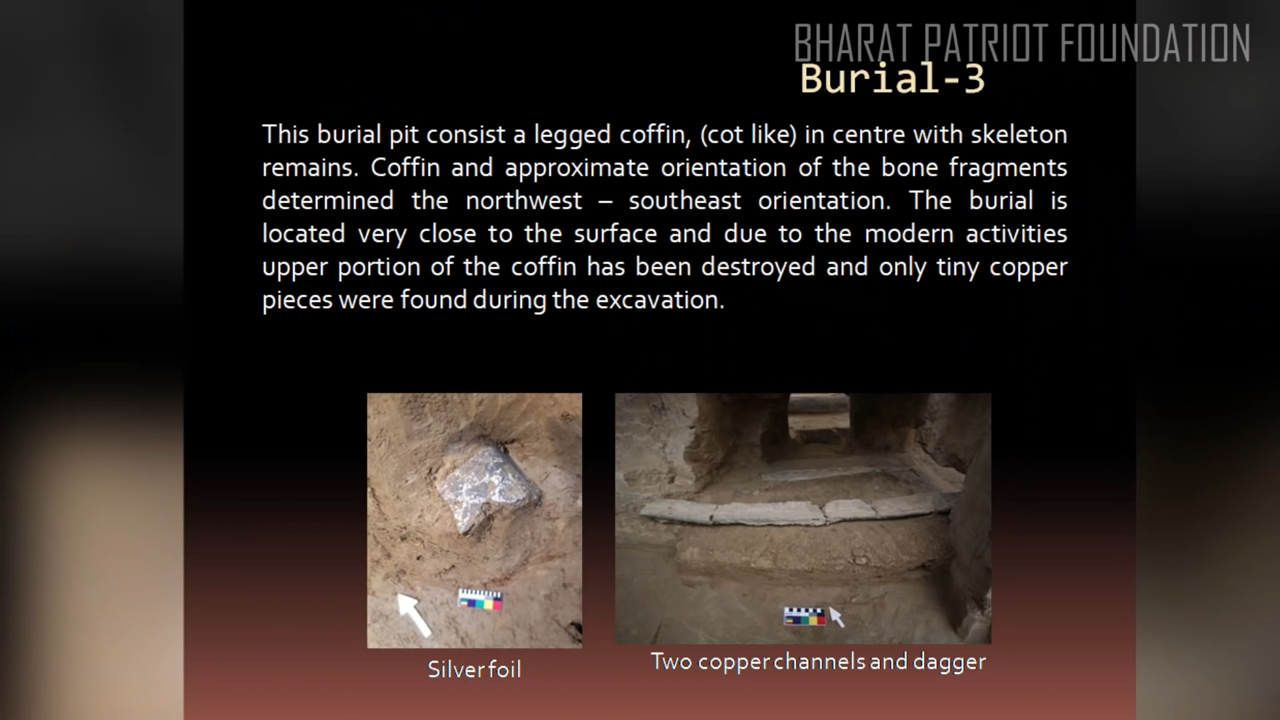 BHARAT PATRIOT FOUNDATION
Burial-3
This burial pit consist a legged coffin, (cot like) in centre with skeleton
remains. Coffin and approximate orientation of the bone fragments
determined the northwest – southeast orientation. The burial is
located very close to the surface and due to the modern activities
upper portion of the coffin has been destroyed and only tiny copper
pieces were found during the excavation.
Silver foil
Two copper channels and dagger